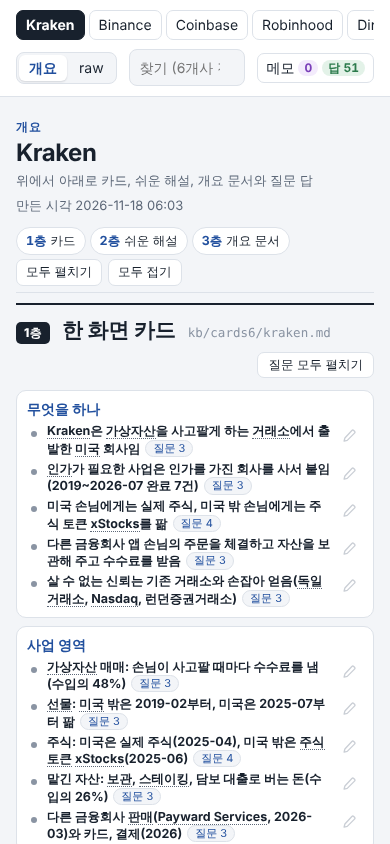 Kraken Binance Coinbase Robinhood Dir
개요 raw 찾기 (6개사 메모 0 답 51
개요
Kraken
위에서 아래로 카드, 쉬운 해설, 개요 문서와 질문 답
만든 시각 2026-11-18 06:03
1층 카드 2층 쉬운 해설 3층 개요 문서
모두 펼치기 모두 접기
1층 한 화면 카드 kb/cards6/kraken.md
질문 모두 펼치기
무엇을 하나
Kraken은 가상자산을 사고팔게 하는 거래소에서 출
발한 미국 회사임 질문 3
인가가 필요한 사업은 인가를 가진 회사를 사서 붙임
(2019~2026-07 완료 7건) 질문 3
미국 손님에게는 실제 주식, 미국 밖 손님에게는 주
식 토큰 xStocks를 팖 질문 4
다른 금융회사 앱 손님의 주문을 체결하고 자산을 보
관해 주고 수수료를 받음 질문 3
살 수 없는 신뢰는 기존 거래소와 손잡아 얻음(독일
거래소, Nasdaq, 런던증권거래소) 질문 3
사업 영역
가상자산 매매: 손님이 사고팔 때마다 수수료를 냄
(수입의 48%) 질문 3
선물: 미국 밖은 2019-02부터, 미국은 2025-07부
터 팖 질문 3
주식: 미국은 실제 주식(2025-04), 미국 밖은 주식
토큰 xStocks(2025-06) 질문 4
맡긴 자산: 보관, 스테이킹, 담보 대출로 버는 돈(수
입의 26%) 질문 3
다른 금융회사 판매(Payward Services, 2026-
03)와 카드, 결제(2026) 질문 3